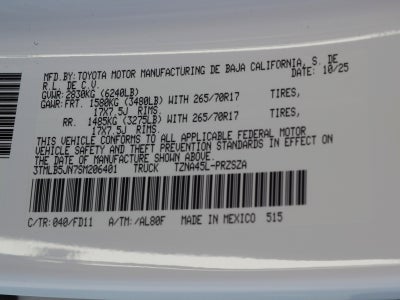 MFD.BY:TOYOTA MOTOR MANUFACTURING DE BAJA CALIFORNIA, S. DE
R.L. DE C.V. DATE: 10/25
GVWR:2830KG (6240LB)
GAWR:FRT. 1580KG (3480LB) WITH 265/70R17 TIRES,
17X7.5J RIMS
RR. 1485KG (3275LB) WITH 265/70R17 TIRES,
17X7.5J RIMS
THIS VEHICLE CONFORMS TO ALL APPLICABLE FEDERAL MOTOR
VEHICLE SAFETY AND THEFT PREVENTION STANDARDS IN EFFECT ON
THE DATE OF MANUFACTURE SHOWN ABOVE.
3TMLB5JN7SM206401 TRUCK TZNA45L-PRZSZA
C/TR:040/FD11 A/TM:/AL80F MADE IN MEXICO 515